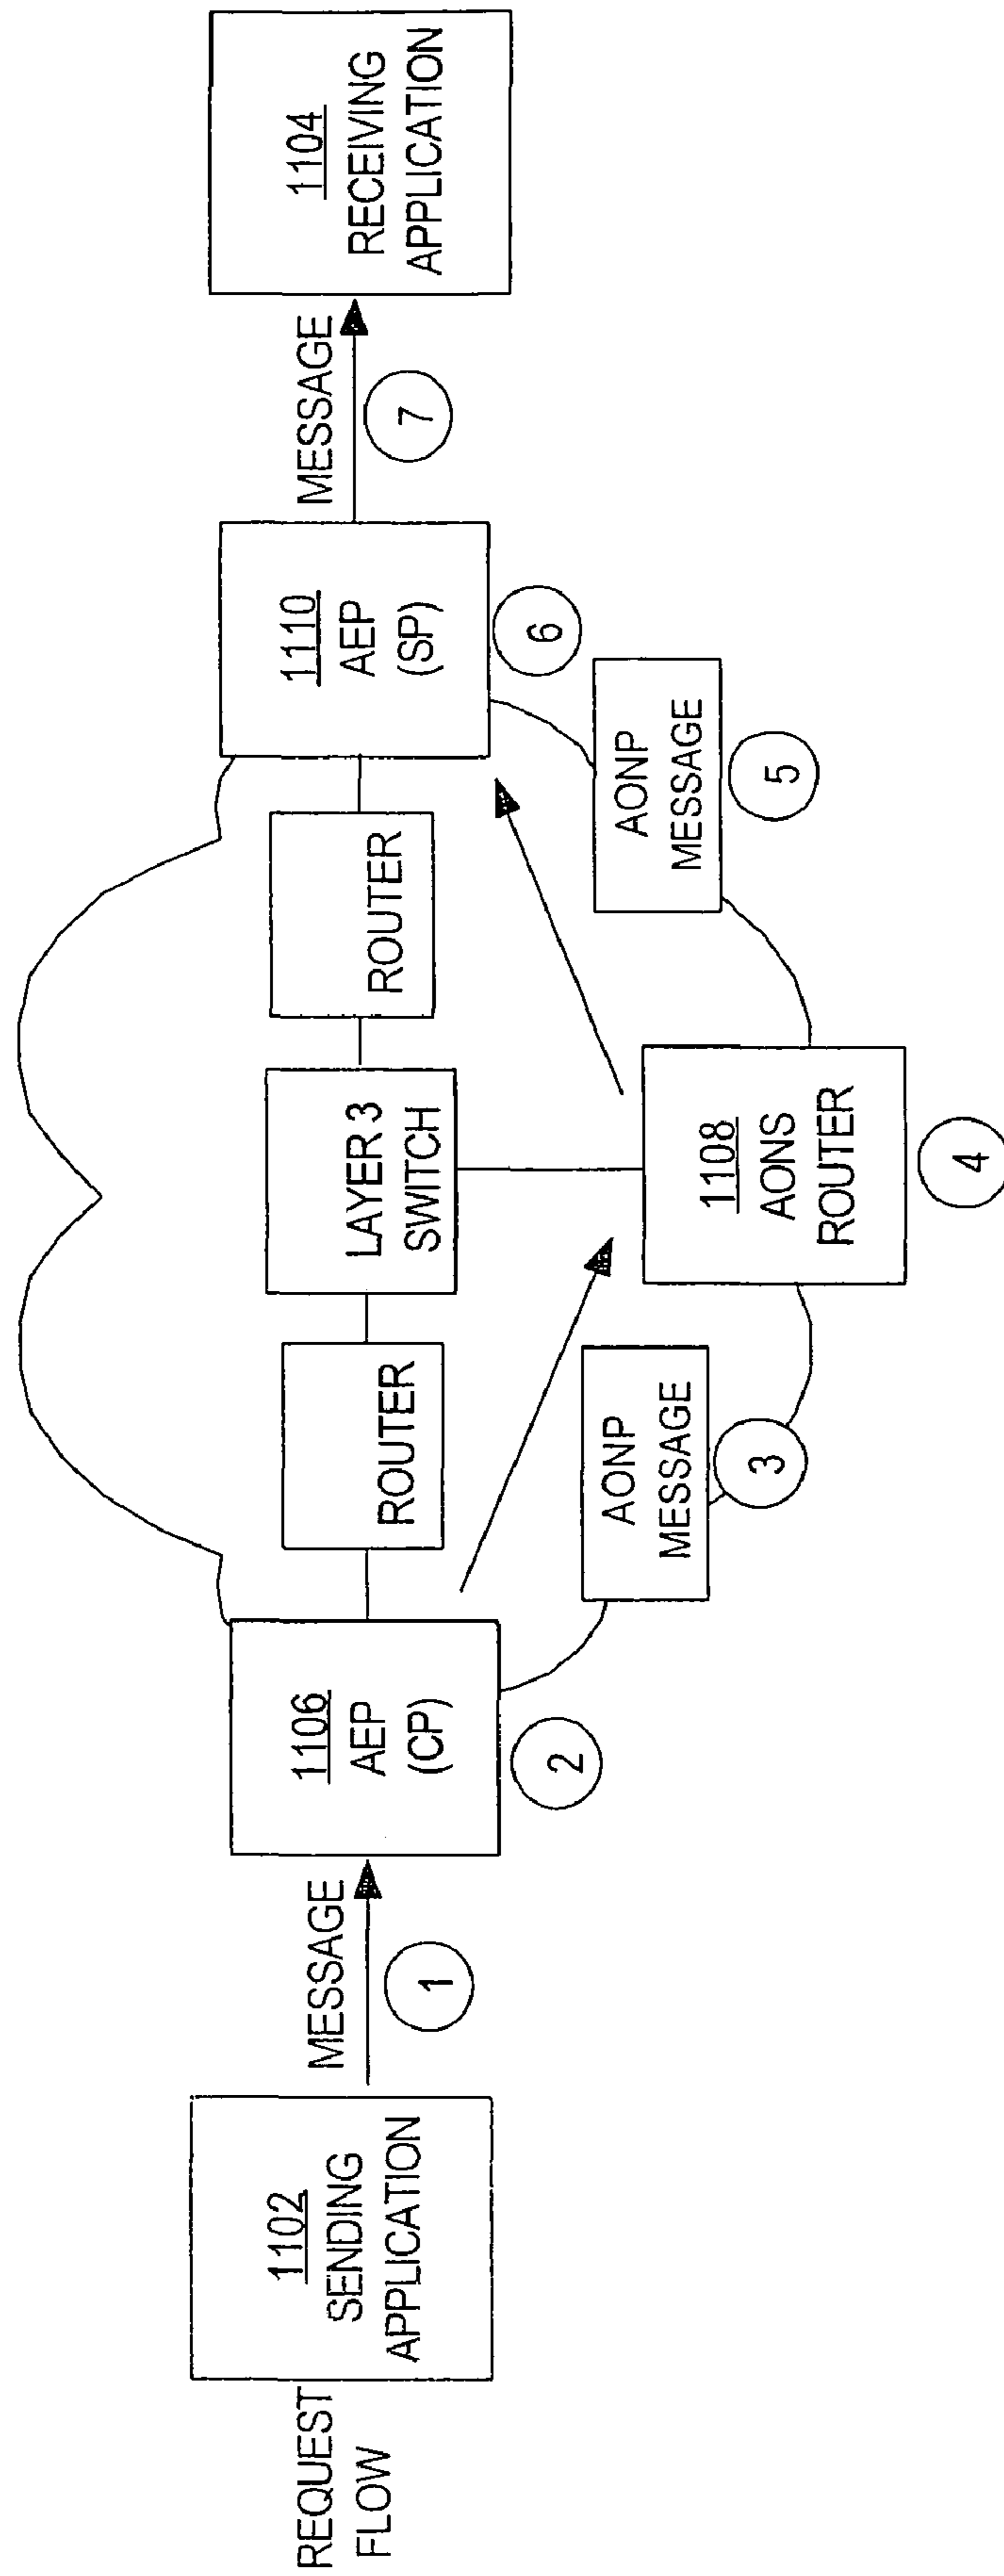 REQUEST
FLOW
1102
SENDING
APPLICATION
MESSAGE
1
1106
AEP
(CP)
2
ROUTER
AONP
MESSAGE
3
LAYER 3
SWITCH
1108
AONS
ROUTER
4
ROUTER
AONP
MESSAGE
5
1110
AEP
(SP)
6
MESSAGE
7
1104
RECEIVING
APPLICATION